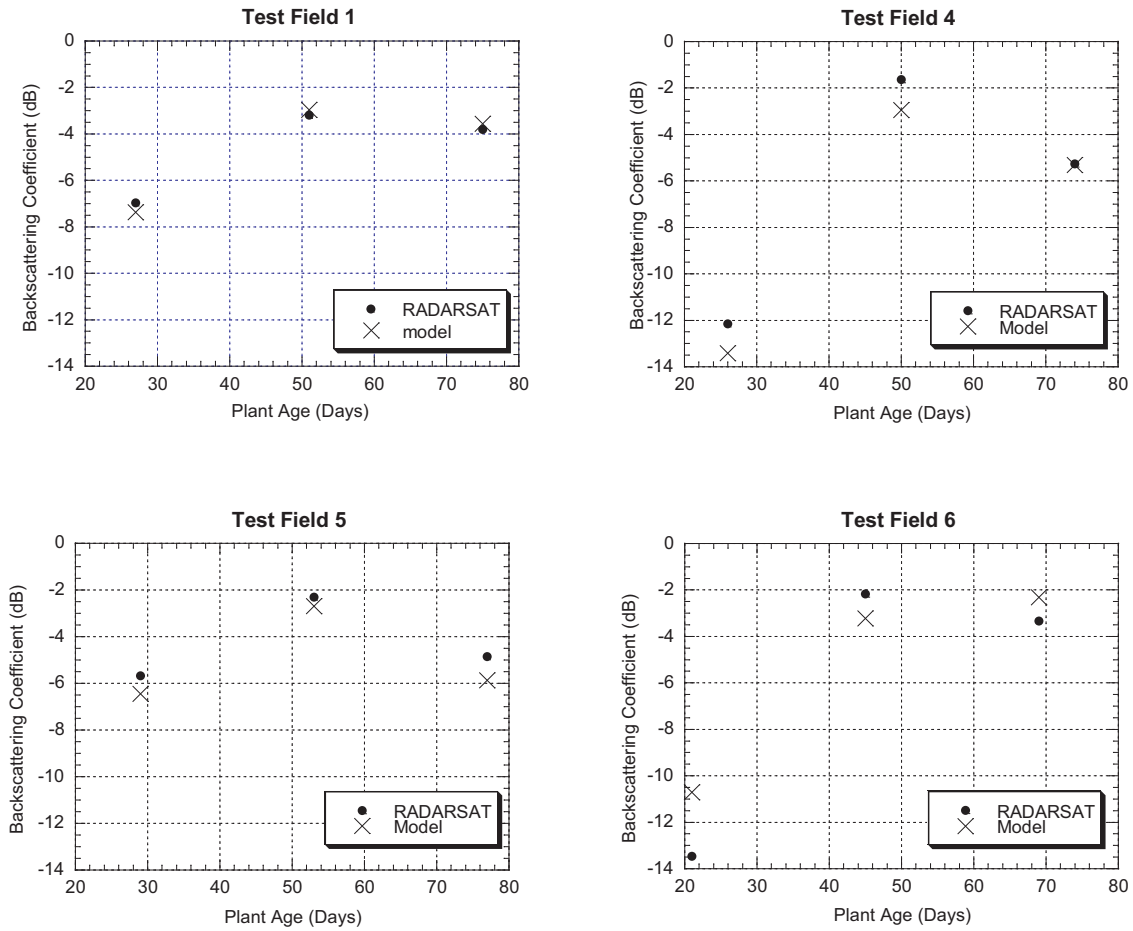 Test Field 1
0
-2
-4
-6
-8
-10
-12
-14
Backscattering Coefficient (dB)
RADARSAT
model
20 30 40 50 60 70 80
Plant Age (Days)
Test Field 4
0
-2
-4
-6
-8
-10
-12
-14
Backscattering Coefficient (dB)
RADARSAT
Model
20 30 40 50 60 70 80
Plant Age (Days)
Test Field 5
0
-2
-4
-6
-8
-10
-12
-14
Backscattering Coefficient (dB)
RADARSAT
Model
20 30 40 50 60 70 80
Plant Age (Days)
Test Field 6
0
-2
-4
-6
-8
-10
-12
-14
Backscattering Coefficient (dB)
RADARSAT
Model
20 30 40 50 60 70 80
Plant Age (Days)